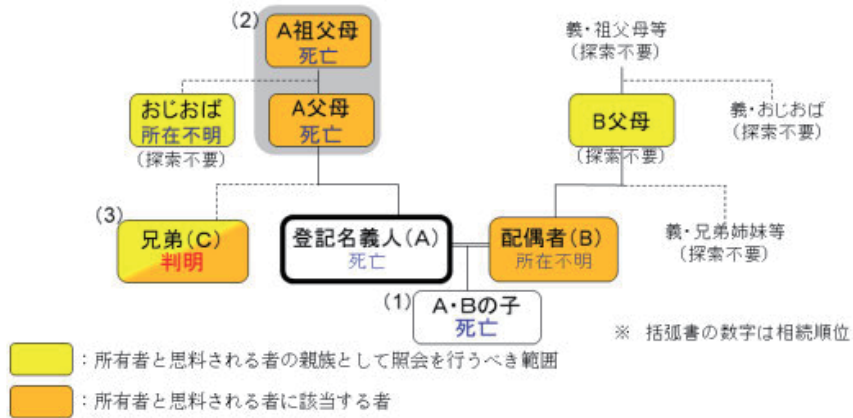 (2)
A祖父母
死亡
義・祖父母等
(探索不要)
おじおば
所在不明
(探索不要)
A父母
死亡
B父母
(探索不要)
義・おじおば
(探索不要)
(3)
兄弟(C)
判明
登記名義人(A)
死亡
配偶者(B)
所在不明
義・兄弟姉妹等
(探索不要)
(1)
A・Bの子
死亡
※ 括弧書の数字は相続順位
：所有者と思料される者の親族として照会を行うべき範囲
：所有者と思料される者に該当する者